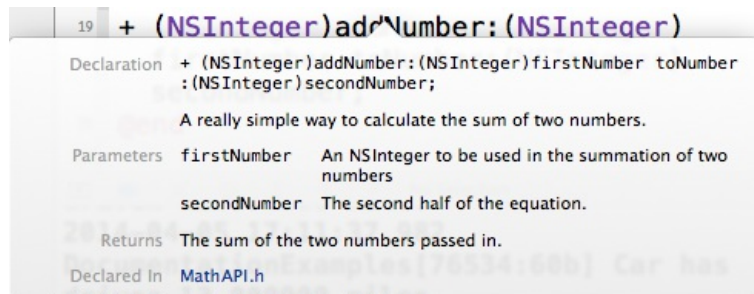 19 + (NSInteger)addNumber:(NSInteger)
Declaration + (NSInteger)addNumber:(NSInteger)firstNumber toNumber
:(NSInteger)secondNumber;
A really simple way to calculate the sum of two numbers.
Parameters firstNumber An NSInteger to be used in the summation of two
numbers
secondNumber The second half of the equation.
Returns The sum of the two numbers passed in.
DocumentationExamples[76534:60b] Car has
Declared In MathAPI.h